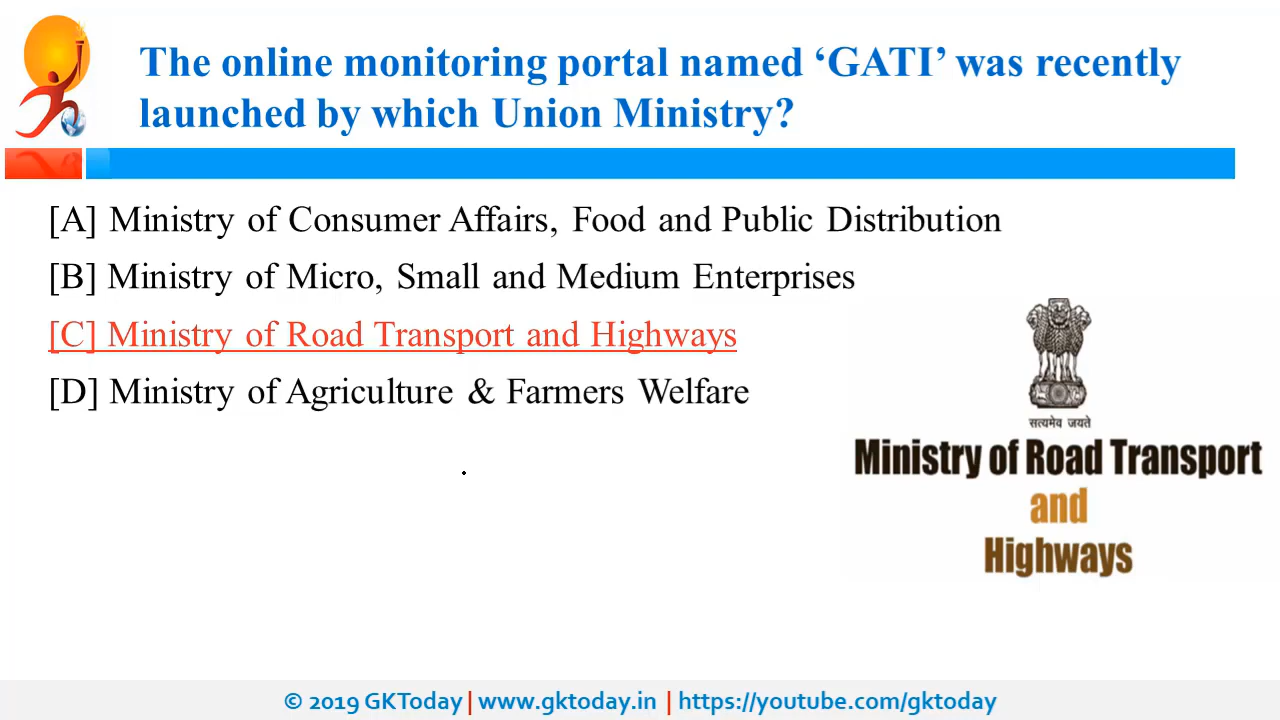 The online monitoring portal named ‘GATI’ was recently
launched by which Union Ministry?
[A] Ministry of Consumer Affairs, Food and Public Distribution
[B] Ministry of Micro, Small and Medium Enterprises
[C] Ministry of Road Transport and Highways
[D] Ministry of Agriculture & Farmers Welfare
सत्यमेव जयते
Ministry of Road Transport
and
Highways
© 2019 GKToday | www.gktoday.in | https://youtube.com/gktoday